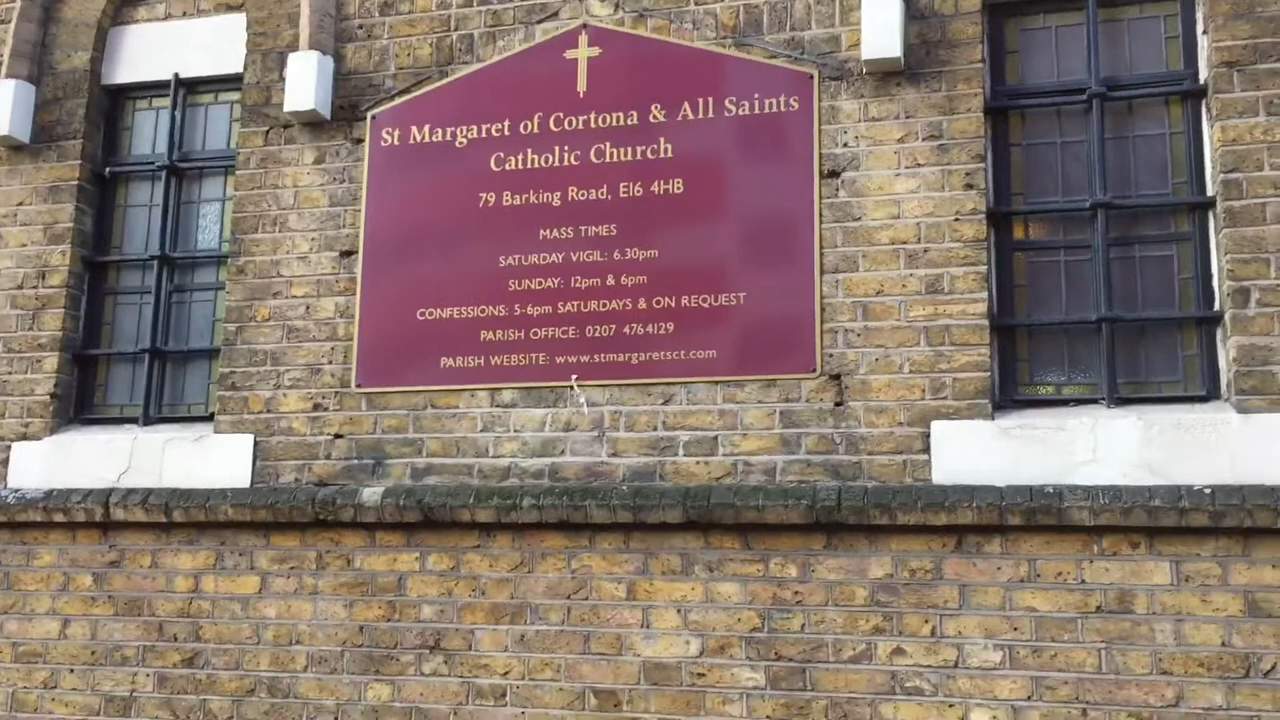 St Margaret of Cortona & All Saints
Catholic Church
79 Barking Road, E16 4HB
MASS TIMES
SATURDAY VIGIL: 6.30pm
SUNDAY: 12pm & 6pm
CONFESSIONS: 5-6pm SATURDAYS & ON REQUEST
PARISH OFFICE: 0207 4764129
PARISH WEBSITE: www.stmargaretsct.com